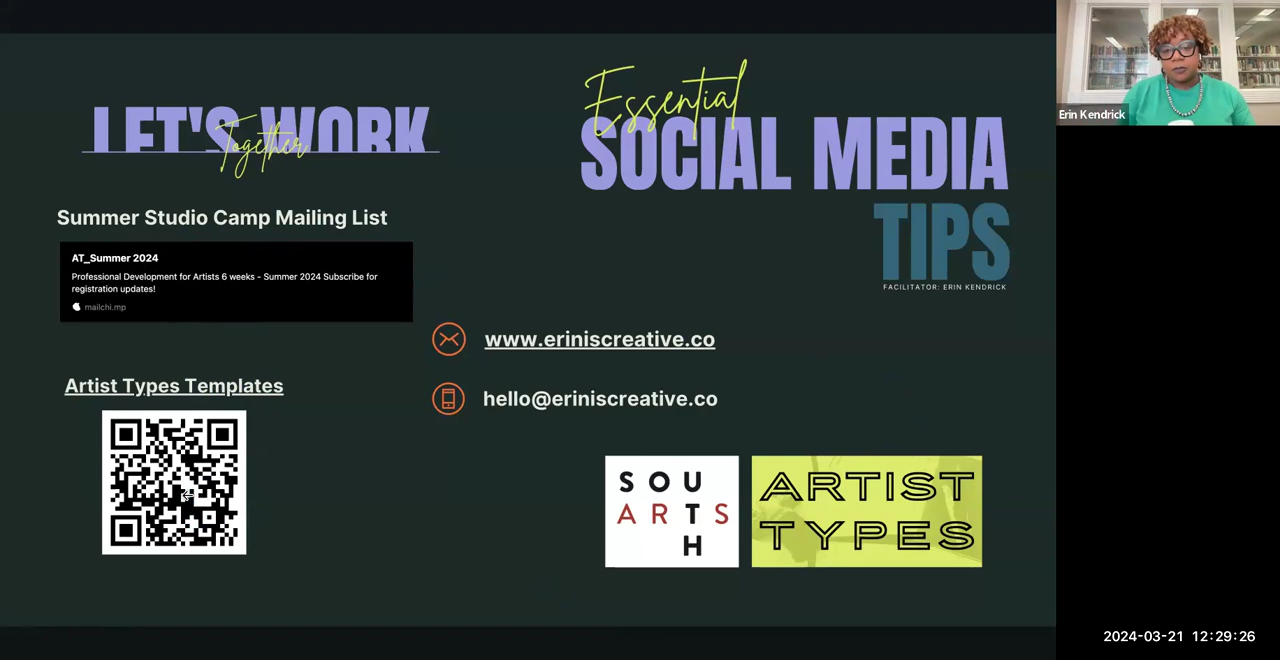 LET'S WORK
Together
Summer Studio Camp Mailing List
AT_Summer 2024
Professional Development for Artists 6 weeks - Summer 2024 Subscribe for
registration updates!
mailchi.mp
Artist Types Templates
Essential
SOCIAL MEDIA
TIPS
FACILITATOR: ERIN KENDRICK
www.eriniscreative.co
hello@eriniscreative.co
SOU
ARTS
H
ARTIST
TYPES
Erin Kendrick
2024-03-21 12:29:26